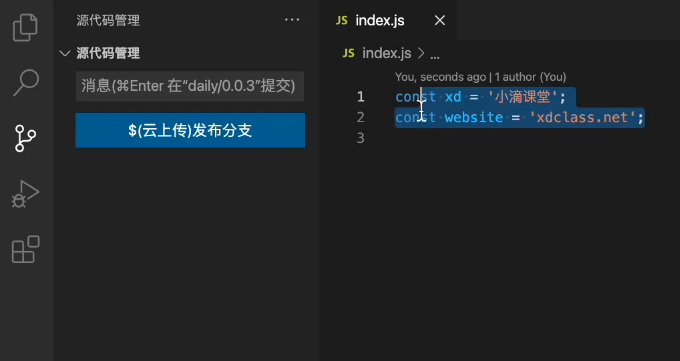 源代码管理
源代码管理
消息(⌘Enter 在“daily/0.0.3”提交)
$(云上传)发布分支
JS index.js
JS index.js > ...
You, seconds ago | 1 author (You)
1 const xd = '小滴课堂';
2 const website = 'xdclass.net';
3